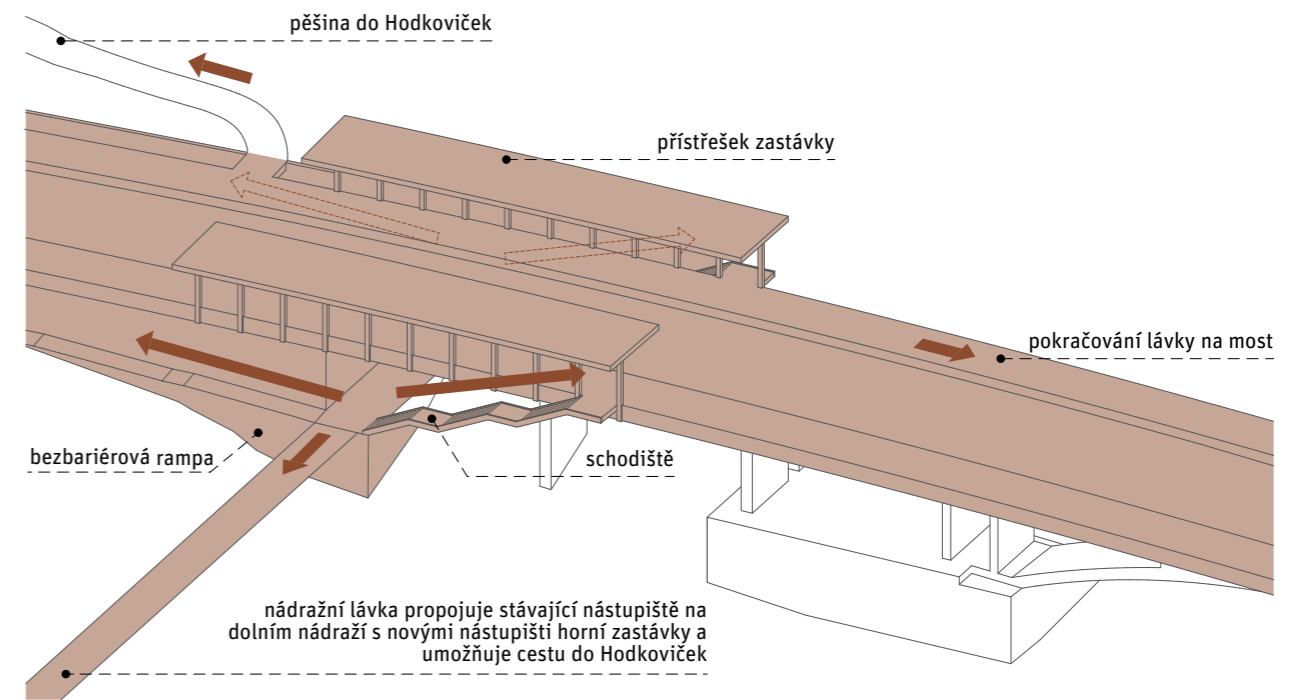 pěšina do Hodkoviček
přístřešek zastávky
pokračování lávky na most
bezbariérová rampa
schodiště
nádražní lávka propojuje stávající nástupiště na
dolním nádraží s novými nástupišti horní zastávky a
umožňuje cestu do Hodkoviček